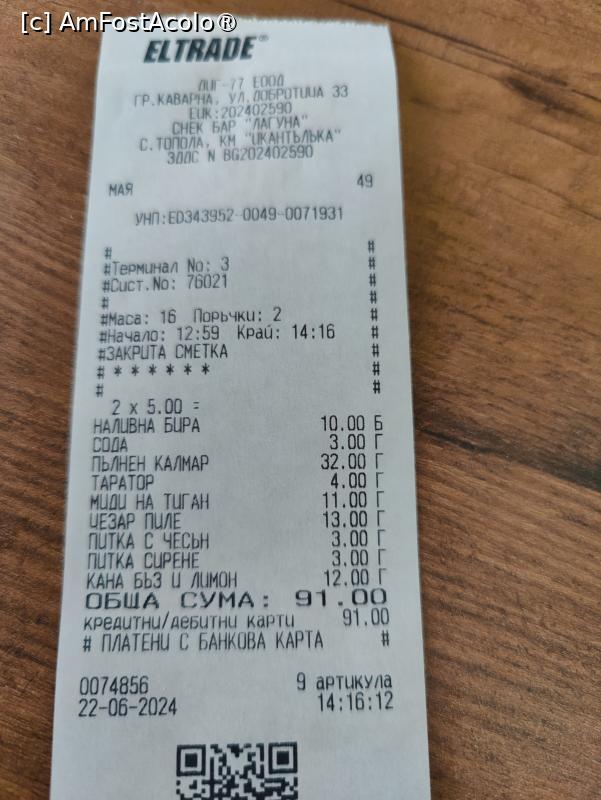 [c] AmFostAcolo®
ELTRADE®
ДИГ-77 ЕООД
ГР.КАВАРНА, УЛ.ДОБРОТИЦА 33
ЕИК:202402590
СНЕК БАР "ЛАГУНА"
С.ТОПОЛА, КМ "ИКАНТЪЛЪКА"
ЗДДС N BG202402590
МАЯ 49
УНП:ED343952-0049-0071931
# #
#Терминал No: 3 #
#Сист.No: 76021 #
# #
#Маса: 16 Поръчки: 2 #
#Начало: 12:59 Край: 14:16 #
#ЗАКРИТА СМЕТКА #
# * * * * * * #
# #
2 x 5.00 =
НАЛИВНА БИРА 10.00 Б
СОДА 3.00 Г
ПЪЛНЕН КАЛМАР 32.00 Г
ТАРАТОР 4.00 Г
МИДИ НА ТИГАН 11.00 Г
ЦЕЗАР ПИЛЕ 13.00 Г
ПИТКА С ЧЕСЪН 3.00 Г
ПИТКА СИРЕНЕ 3.00 Г
КАНА БЪЗ И ЛИМОН 12.00 Г
ОБЩА СУМА: 91.00
кредитни/дебитни карти 91.00
# ПЛАТЕНИ С БАНКОВА КАРТА #
0074856 9 артикула
22-06-2024 14:16:12